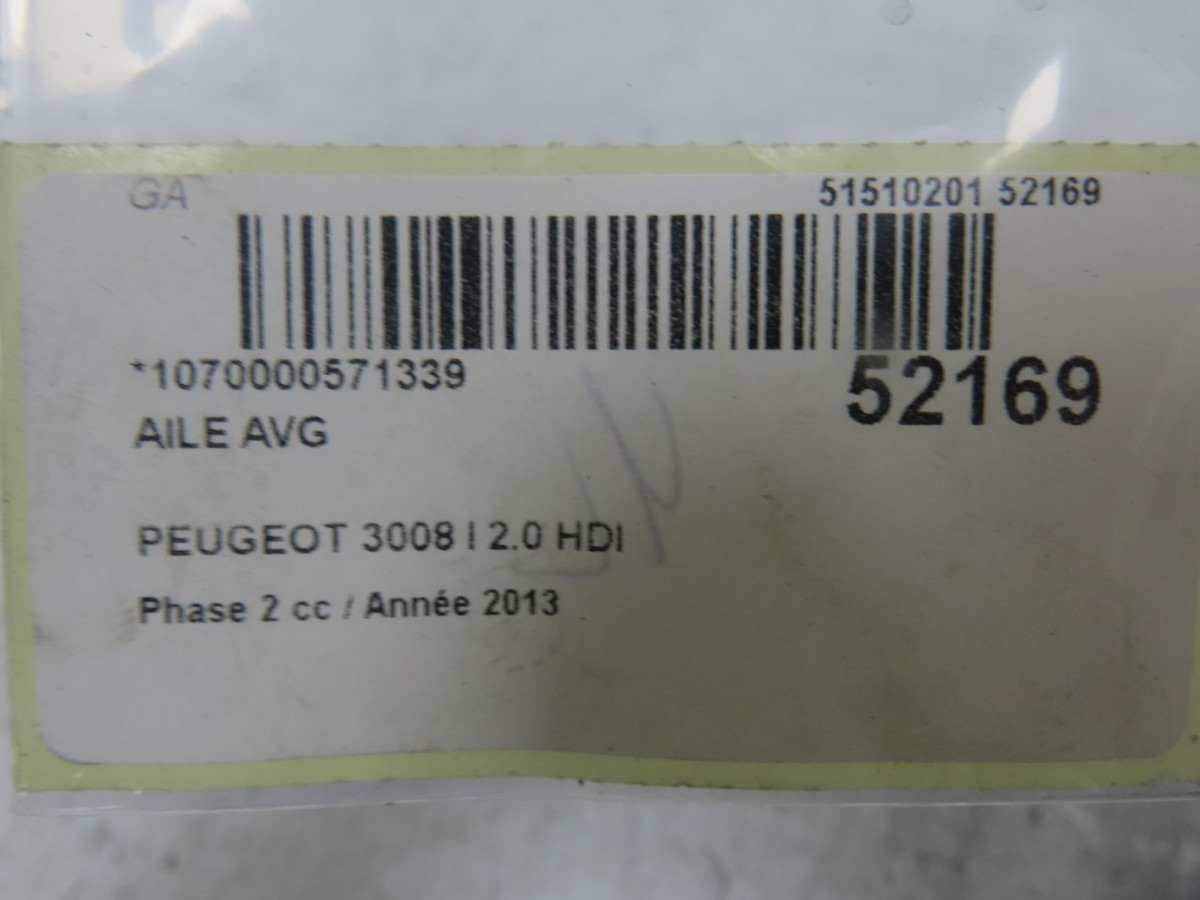 GA
51510201 52169
*1070000571339
52169
AILE AVG
PEUGEOT 3008 I 2.0 HDI
Phase 2 cc / Année 2013